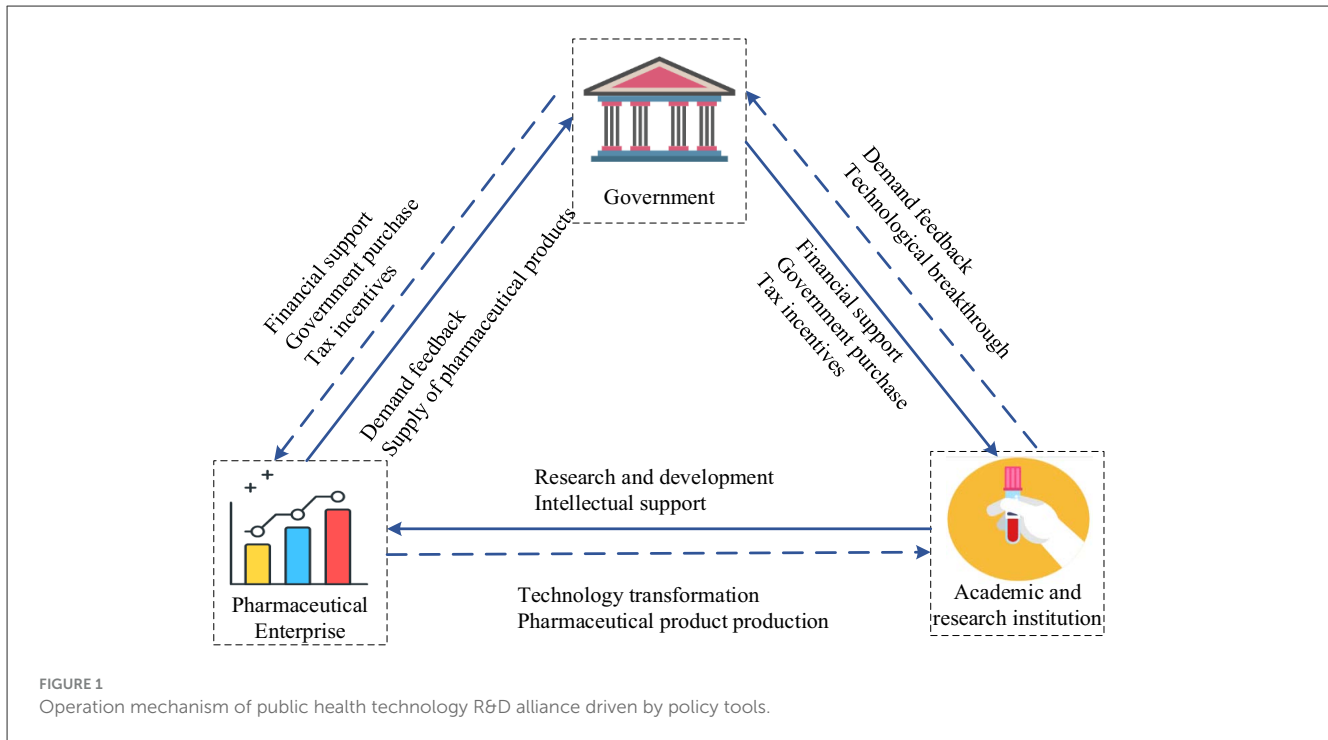 Government
Financial support
Government purchase
Tax incentives
Demand feedback
Supply of pharmaceutical products
Demand feedback
Technological breakthrough
Financial support
Government purchase
Tax incentives
Research and development
Intellectual support
Technology transformation
Pharmaceutical product production
Pharmaceutical
Enterprise
Academic and
research institution
FIGURE 1
Operation mechanism of public health technology R&D alliance driven by policy tools.